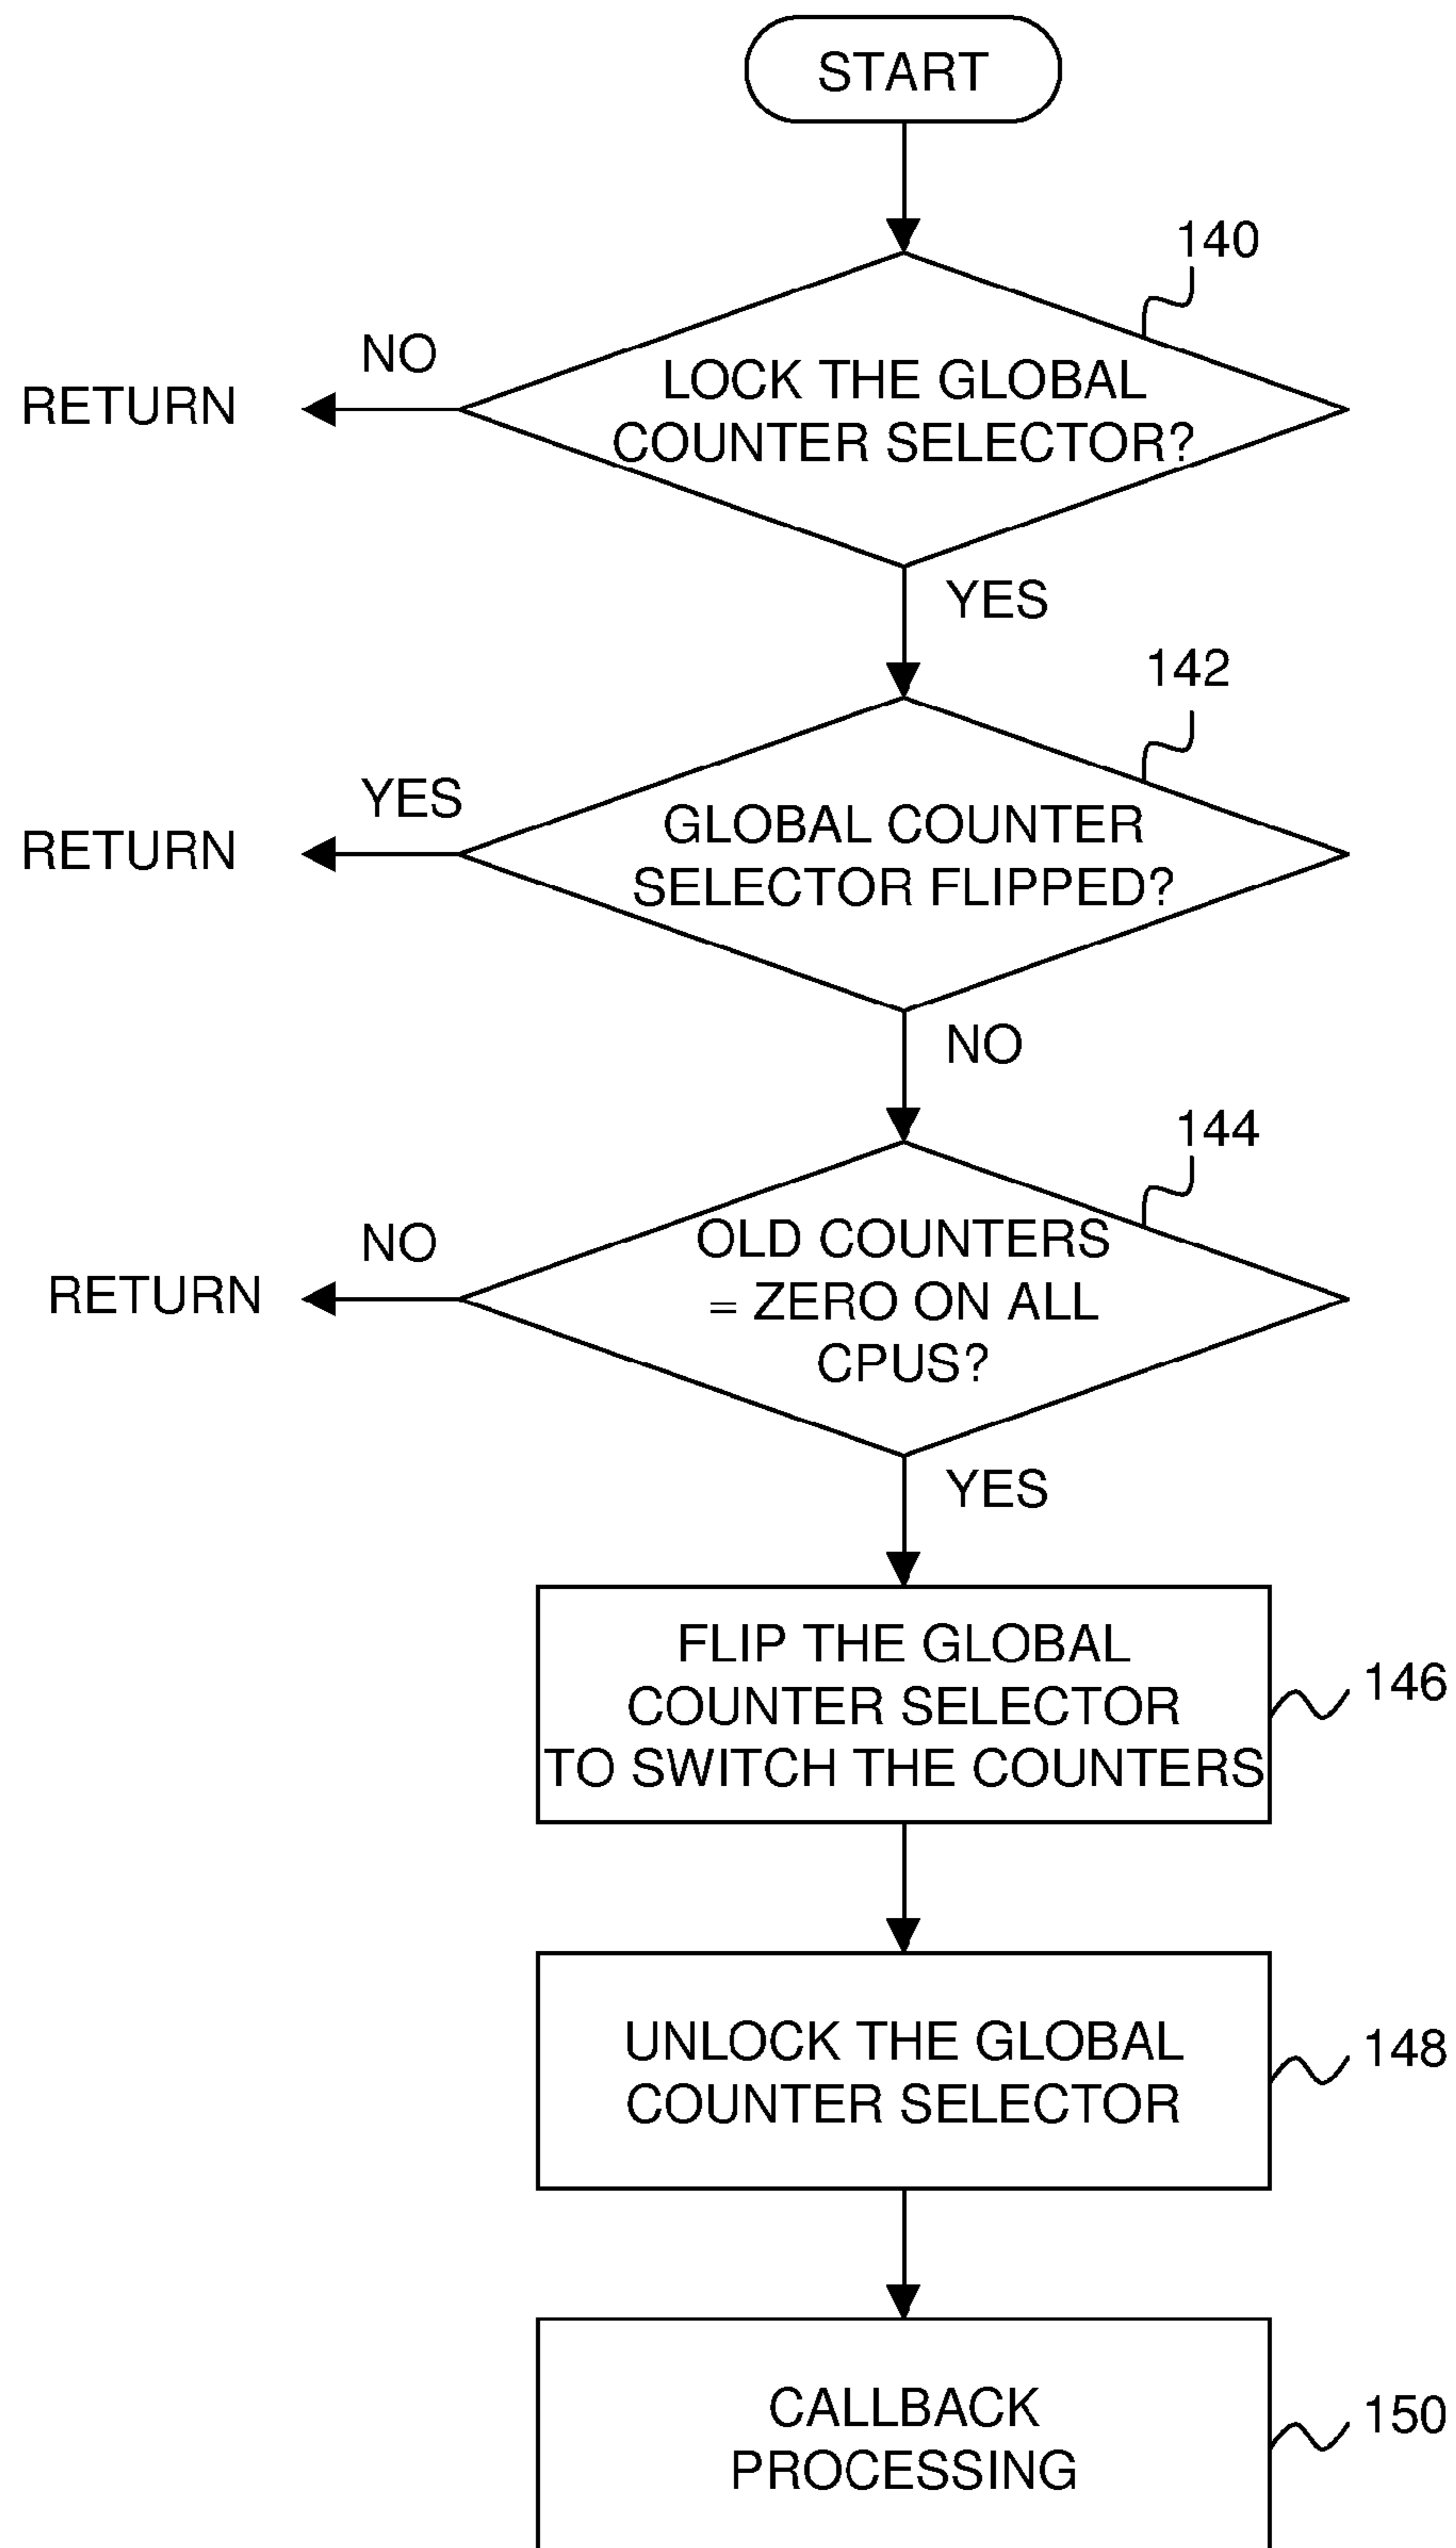 START
140
NO
RETURN
LOCK THE GLOBAL
COUNTER SELECTOR?
YES
142
YES
RETURN
GLOBAL COUNTER
SELECTOR FLIPPED?
NO
144
NO
RETURN
OLD COUNTERS
= ZERO ON ALL
CPUS?
YES
FLIP THE GLOBAL
COUNTER SELECTOR
TO SWITCH THE COUNTERS
146
UNLOCK THE GLOBAL
COUNTER SELECTOR
148
CALLBACK
PROCESSING
150